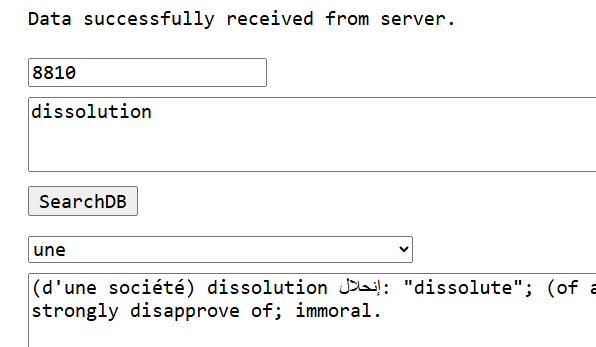 Data successfully received from server.
8810
dissolution
SearchDB
une
(d'une société) dissolution إنحلال: "dissolute"; (of a
strongly disapprove of; immoral.